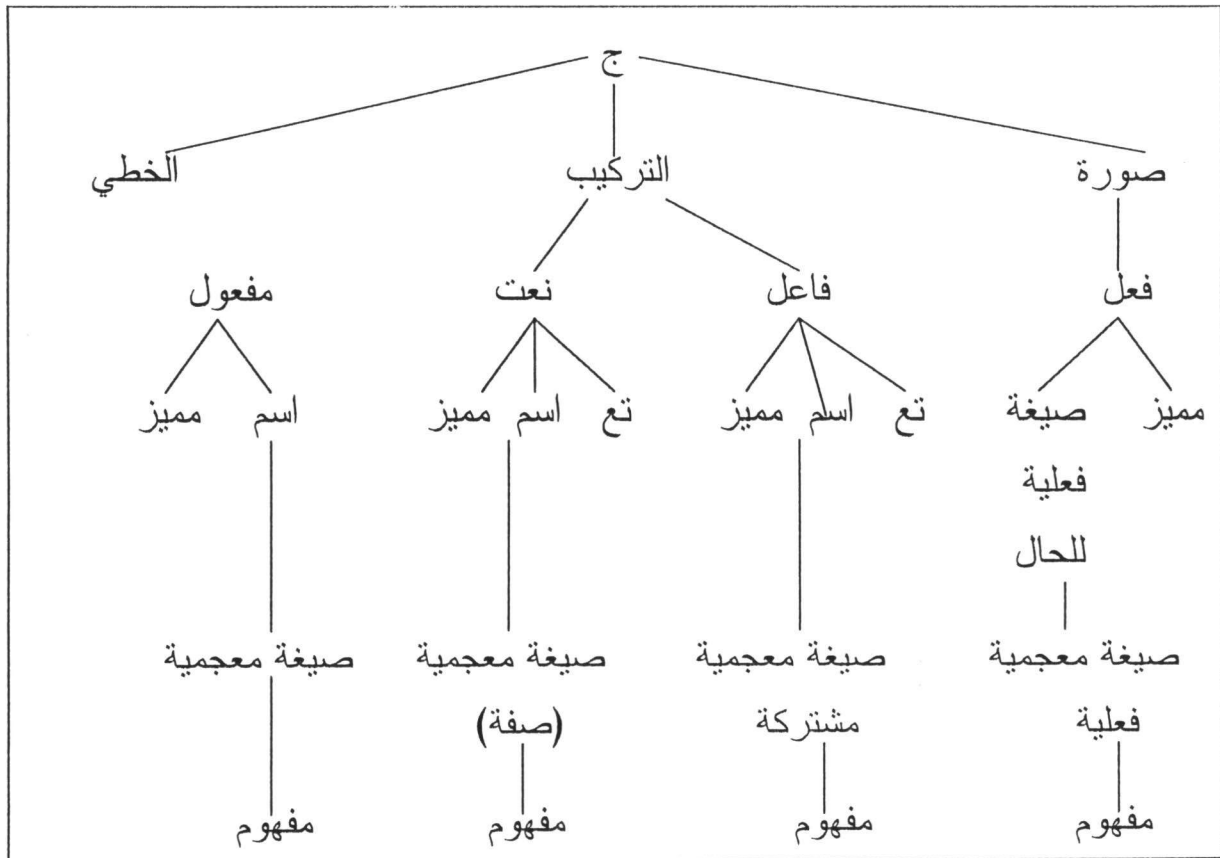 ج
صورة التركيب الخطي
فعل فاعل نعت مفعول
مميز صيغة تع اسم مميز تع اسم مميز اسم مميز
فعلية
للحال
صيغة معجمية صيغة معجمية صيغة معجمية صيغة معجمية
فعلية مشتركة (صفة)
مفهوم مفهوم مفهوم مفهوم